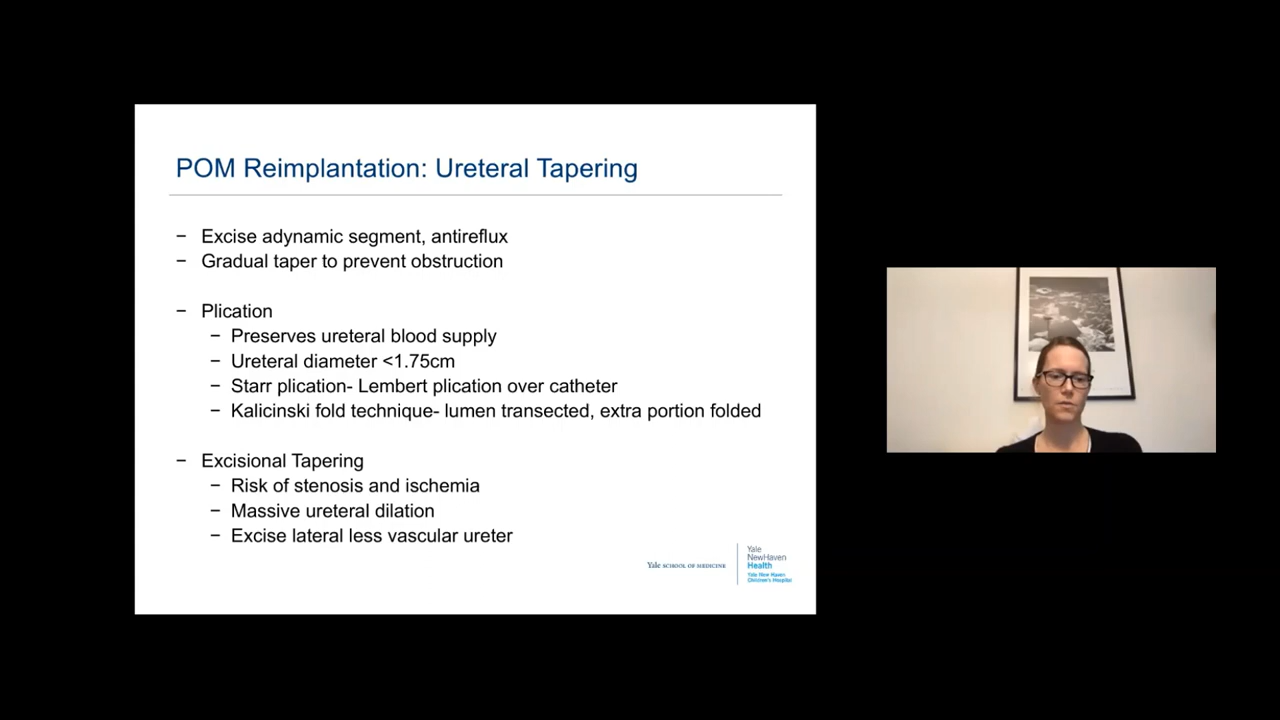 POM Reimplantation: Ureteral Tapering
− Excise adynamic segment, antireflux
− Gradual taper to prevent obstruction
− Plication
− Preserves ureteral blood supply
− Ureteral diameter <1.75cm
− Starr plication- Lembert plication over catheter
− Kalicinski fold technique- lumen transected, extra portion folded
− Excisional Tapering
− Risk of stenosis and ischemia
− Massive ureteral dilation
− Excise lateral less vascular ureter
Yale SCHOOL OF MEDICINE
Yale
NewHaven
Health
Yale New Haven
Children's Hospital